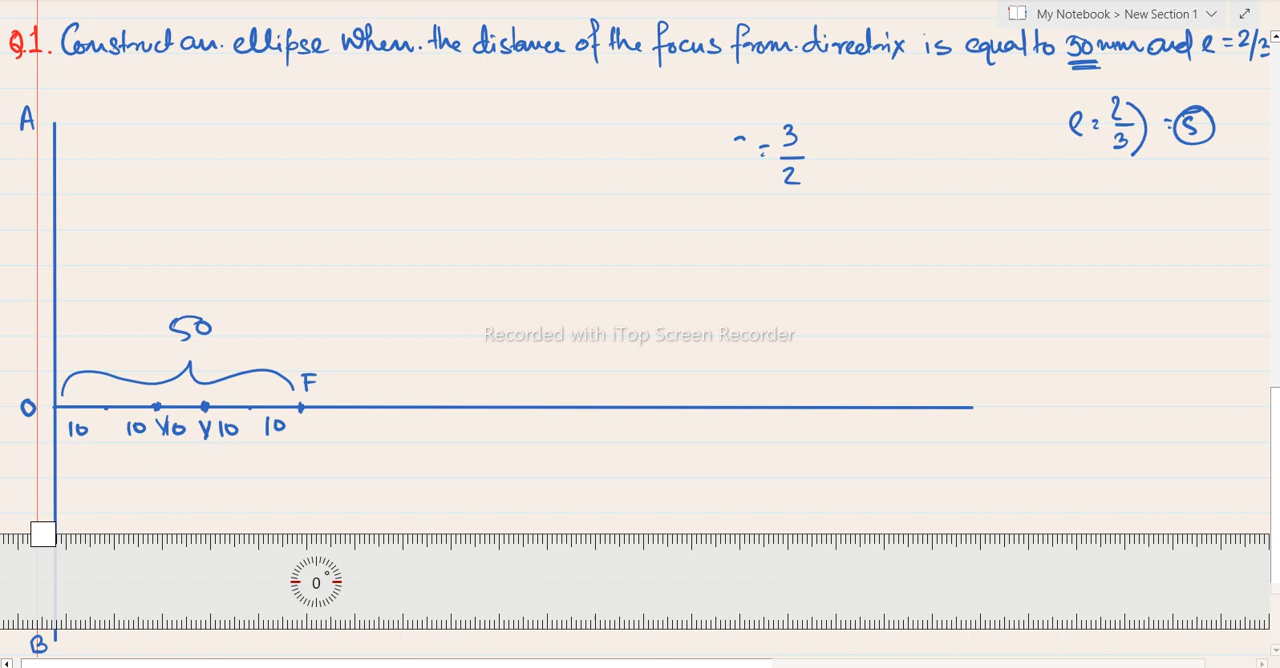 My Notebook > New Section 1
Q1. Construct an ellipse when the distance of the focus from directrix is equal to 50mm and e = 2/3
A
e = 2/3) = 5
= 3/2
50
Recorded with iTop Screen Recorder
F
O
10 10 V 10 V 10 10
0°
B